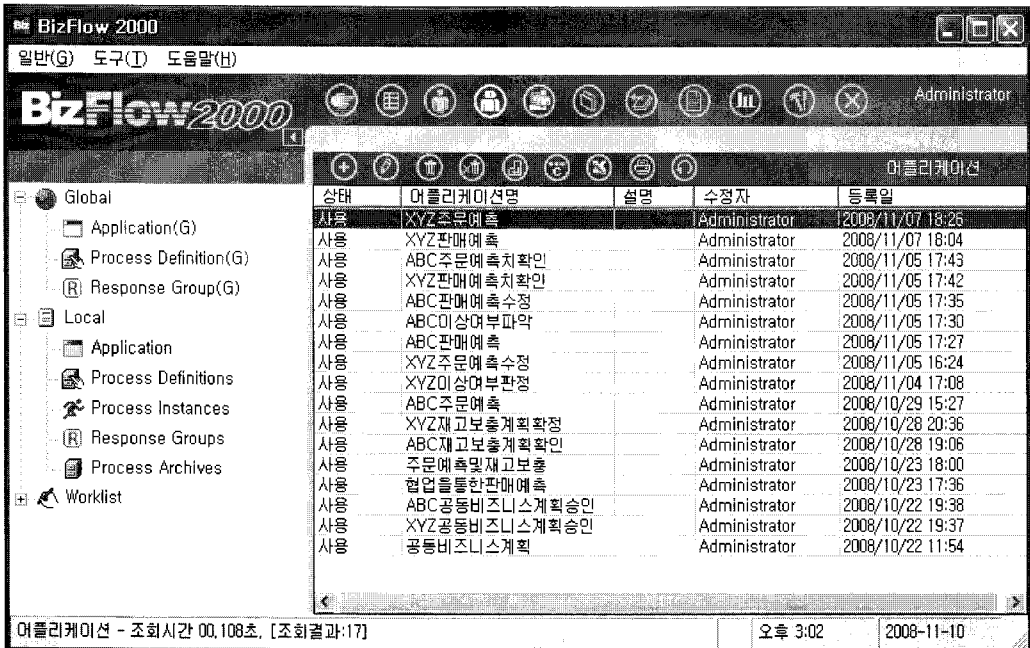 BizFlow 2000
일반(G) 도구(T) 도움말(H)
BizFlow2000
Administrator
어플리케이션
Global
Application(G)
Process Definition(G)
Response Group(G)
Local
Application
Process Definitions
Process Instances
Response Groups
Process Archives
Worklist
상태 어플리케이션명 설명 수정자 등록일
사용 XYZ주문예측 Administrator 2008/11/07 18:26
사용 XYZ판매예측 Administrator 2008/11/07 18:04
사용 ABC주문예측치확인 Administrator 2008/11/05 17:43
사용 XYZ판매예측치확인 Administrator 2008/11/05 17:42
사용 ABC판매예측수정 Administrator 2008/11/05 17:35
사용 ABC이상여부파악 Administrator 2008/11/05 17:30
사용 ABC판매예측 Administrator 2008/11/05 17:27
사용 XYZ주문예측수정 Administrator 2008/11/05 16:24
사용 XYZ이상여부판정 Administrator 2008/11/04 17:08
사용 ABC주문예측 Administrator 2008/10/29 15:27
사용 XYZ재고보충계획확정 Administrator 2008/10/28 20:36
사용 ABC재고보충계획확인 Administrator 2008/10/28 19:06
사용 주문예측및재고보충 Administrator 2008/10/23 18:00
사용 협업을통한판매예측 Administrator 2008/10/23 17:36
사용 ABC공동비즈니스계획승인 Administrator 2008/10/22 19:38
사용 XYZ공동비즈니스계획승인 Administrator 2008/10/22 19:37
사용 공동비즈니스계획 Administrator 2008/10/22 11:54
어플리케이션 - 조회시간 00,108초, [조회결과:17] 오후 3:02 2008-11-10